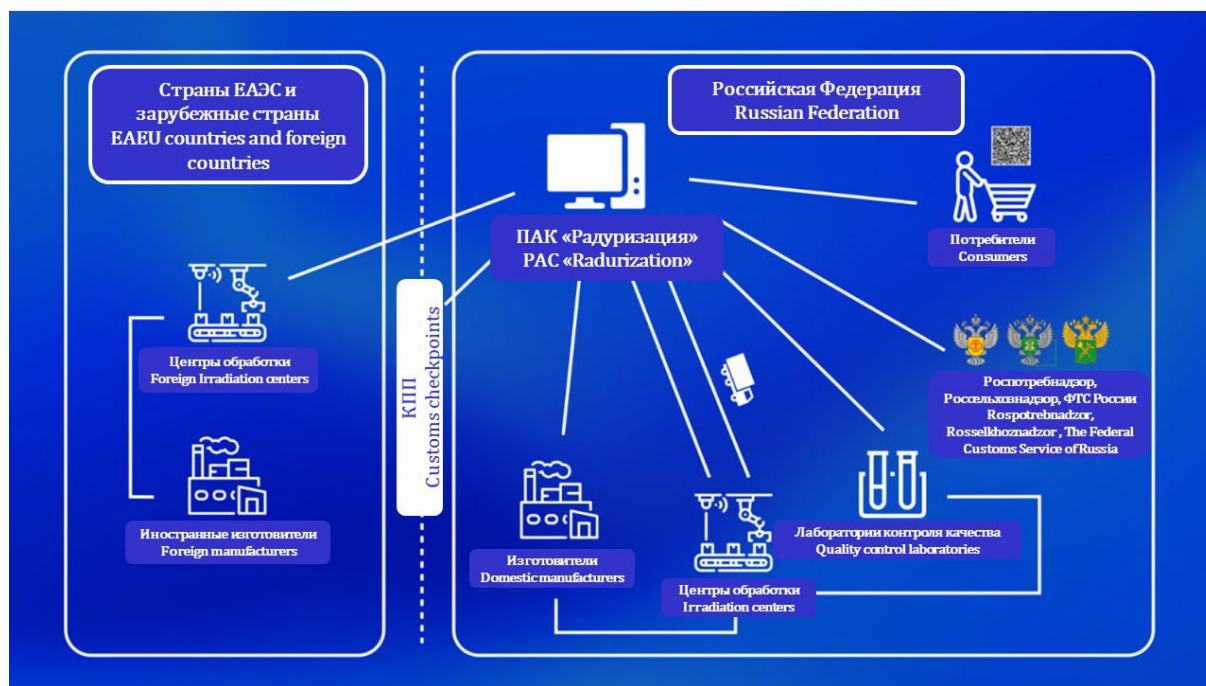 Страны ЕАЭС и
зарубежные страны
EAEU countries and foreign
countries
Российская Федерация
Russian Federation
ПАК «Радуризация»
PAC «Radurization»
Потребители
Consumers
Центры обработки
Foreign Irradiation centers
КПП
Customs checkpoints
Роспотребнадзор,
Россельхознадзор, ФТС России
Rospotrebnadzor,
Rosselkhoznadzor , The Federal
Customs Service of Russia
Иностранные изготовители
Foreign manufacturers
Лаборатории контроля качества
Quality control laboratories
Изготовители
Domestic manufacturers
Центры обработки
Irradiation centers